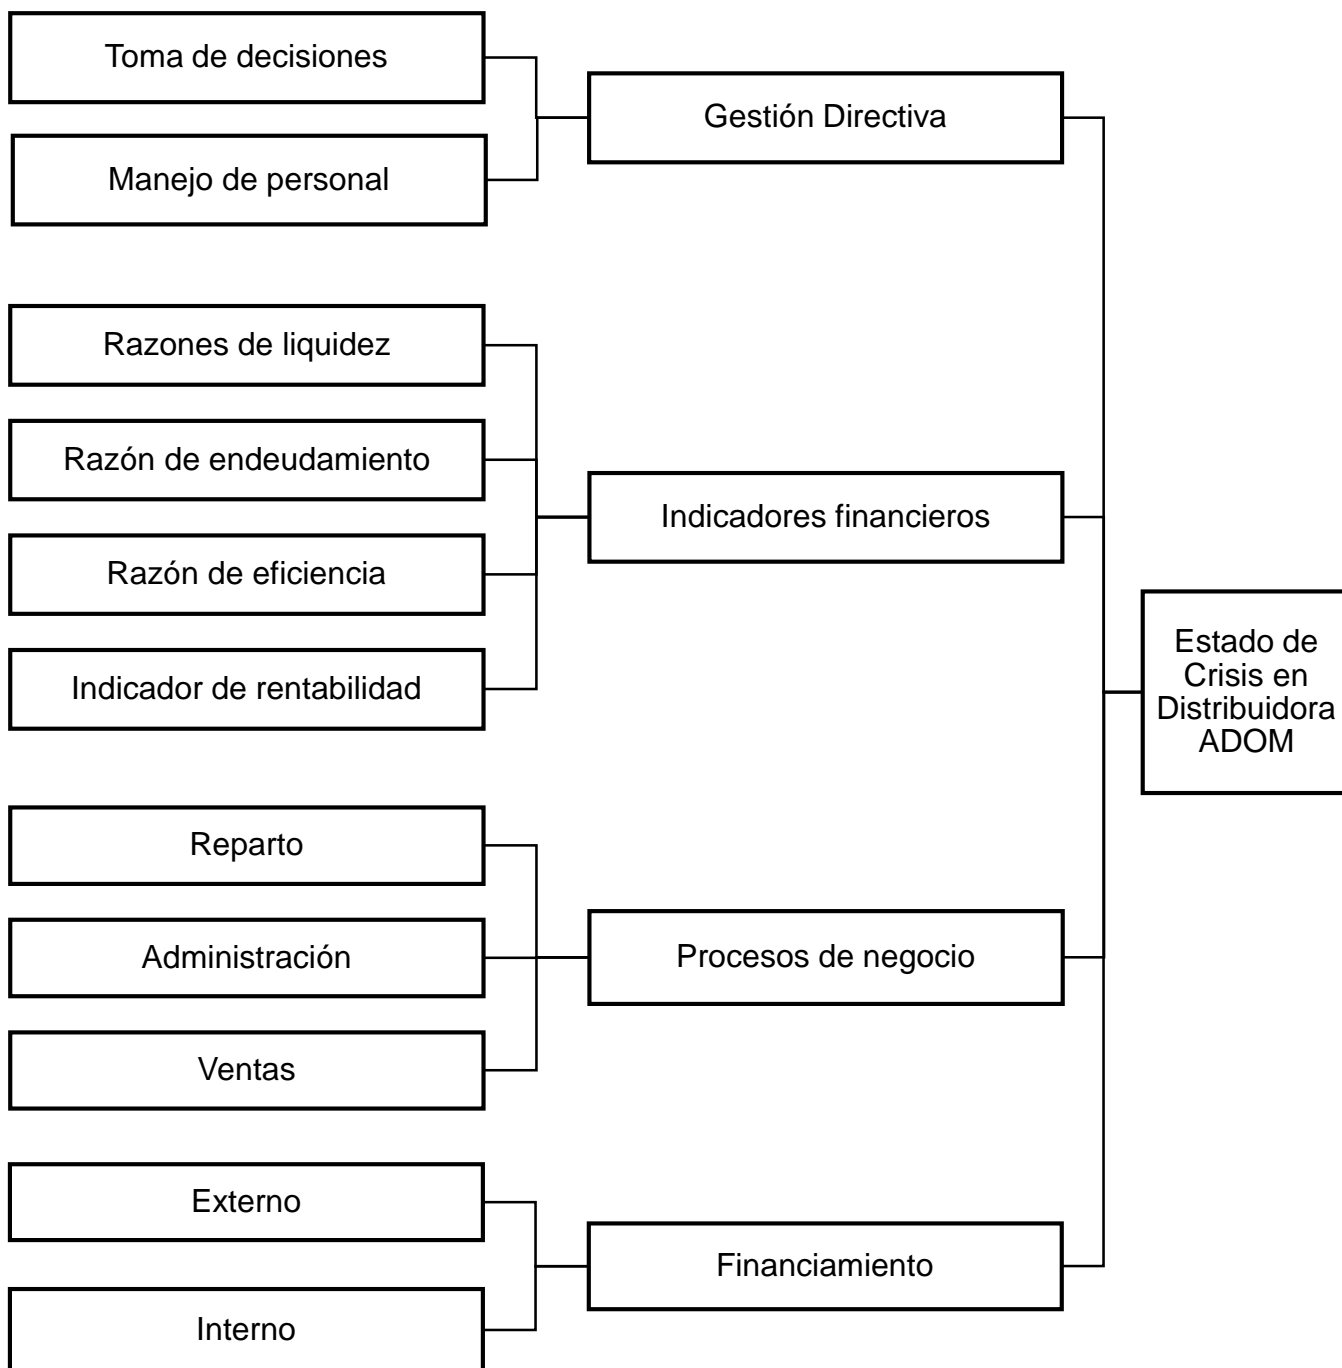 Toma de decisiones
Manejo de personal
Gestión Directiva
Razones de liquidez
Razón de endeudamiento
Razón de eficiencia
Indicador de rentabilidad
Indicadores financieros
Reparto
Administración
Ventas
Procesos de negocio
Externo
Interno
Financiamiento
Estado de
Crisis en
Distribuidora
ADOM